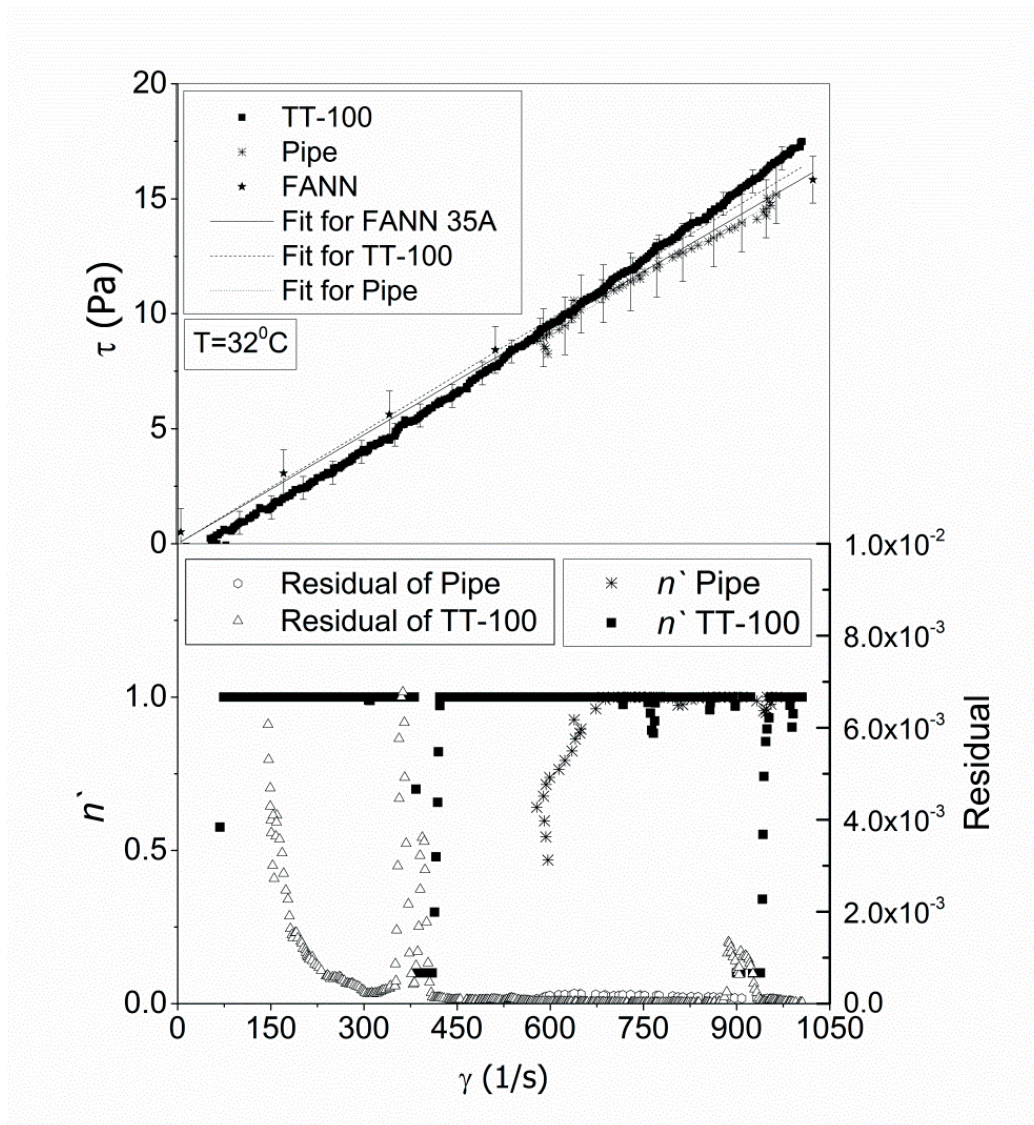 20
15
10
5
0
τ (Pa)
TT-100
Pipe
FANN
Fit for FANN 35A
Fit for TT-100
Fit for Pipe
T=32⁰C
Residual of Pipe
Residual of TT-100
n` Pipe
n` TT-100
1.0
0.5
0.0
n`
1.0x10⁻²
8.0x10⁻³
6.0x10⁻³
4.0x10⁻³
2.0x10⁻³
0.0
Residual
0 150 300 450 600 750 900 1050
γ (1/s)